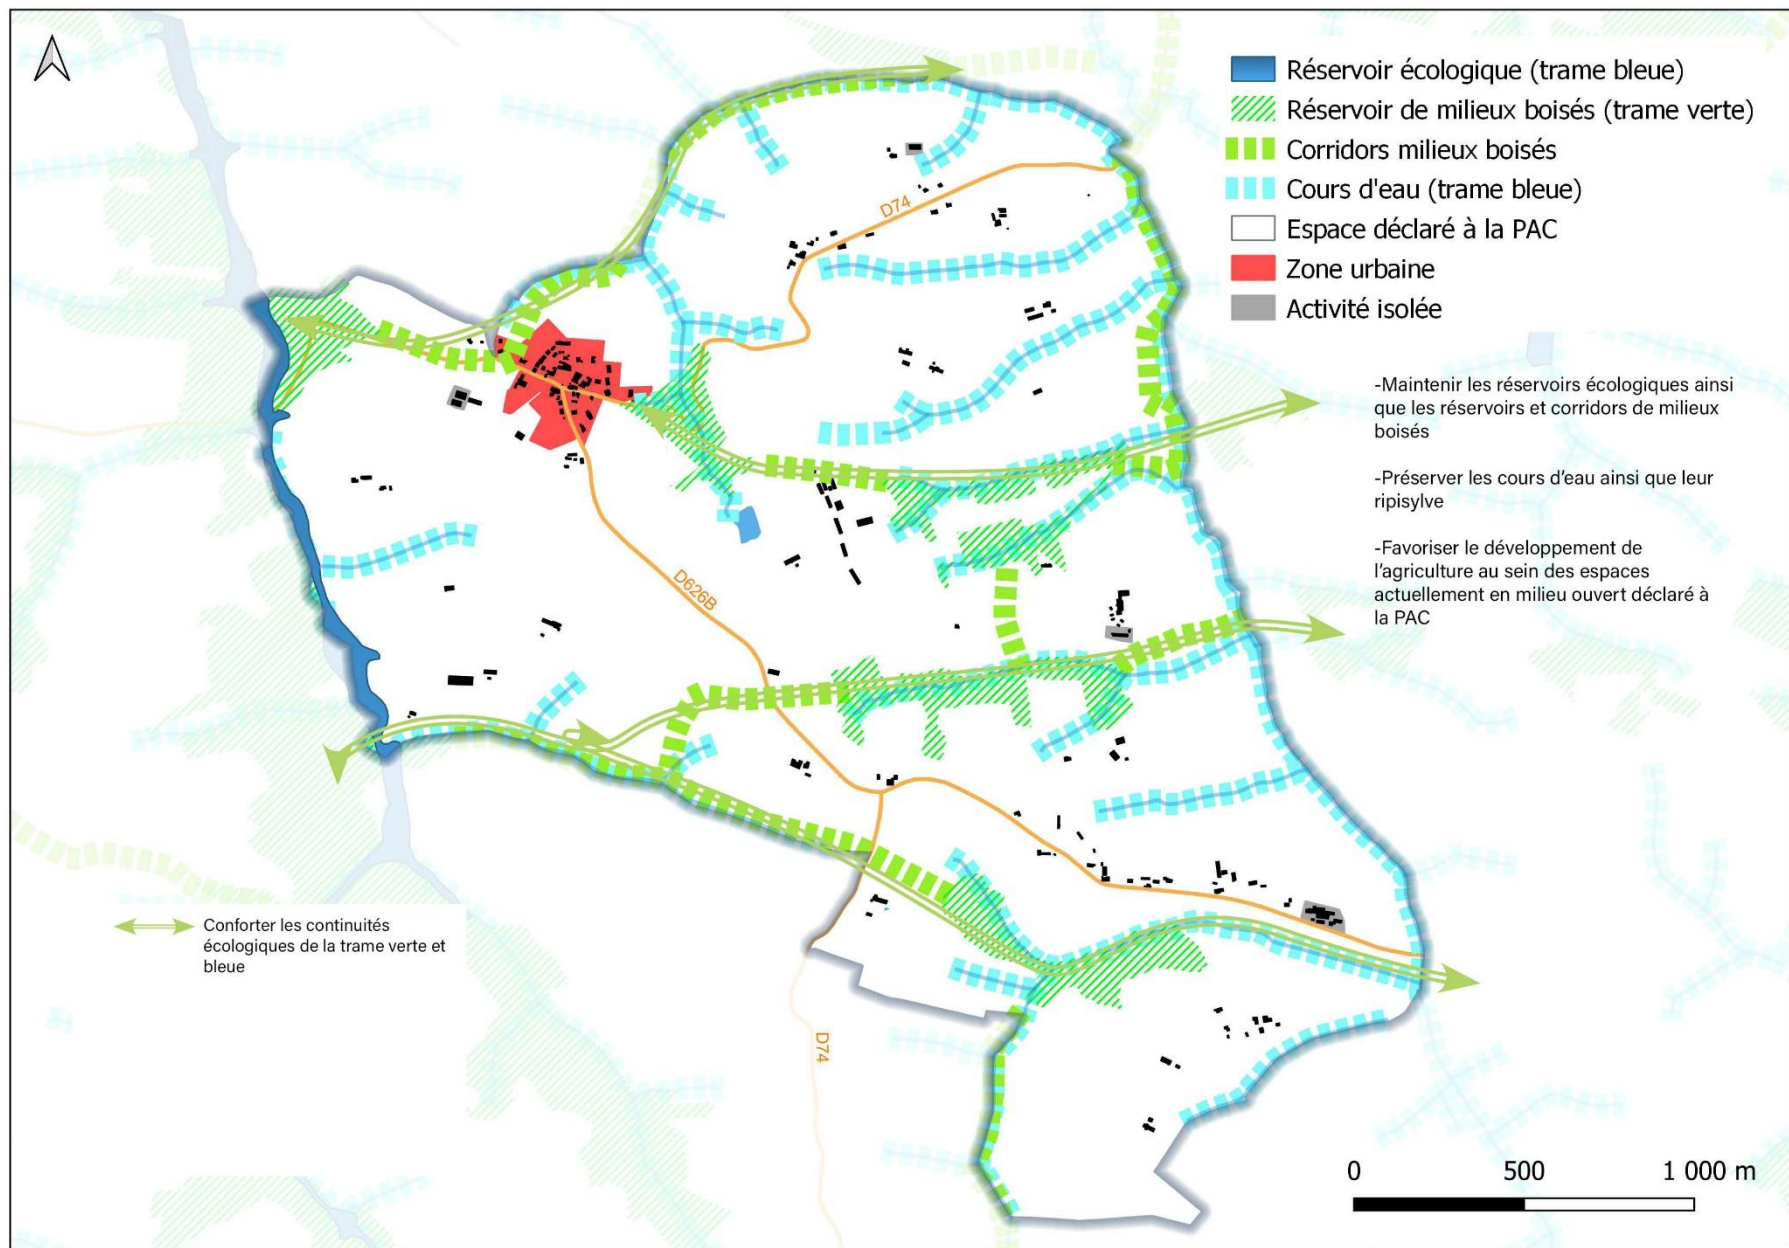 Réservoir écologique (trame bleue)
Réservoir de milieux boisés (trame verte)
Corridors milieux boisés
Cours d'eau (trame bleue)
Espace déclaré à la PAC
Zone urbaine
Activité isolée
D74
-Maintenir les réservoirs écologiques ainsi
que les réservoirs et corridors de milieux
boisés
-Préserver les cours d’eau ainsi que leur
ripisylve
-Favoriser le développement de
l’agriculture au sein des espaces
actuellement en milieu ouvert déclaré à
la PAC
D626B
Conforter les continuités
écologiques de la trame verte et
bleue
D74
0 500 1 000 m